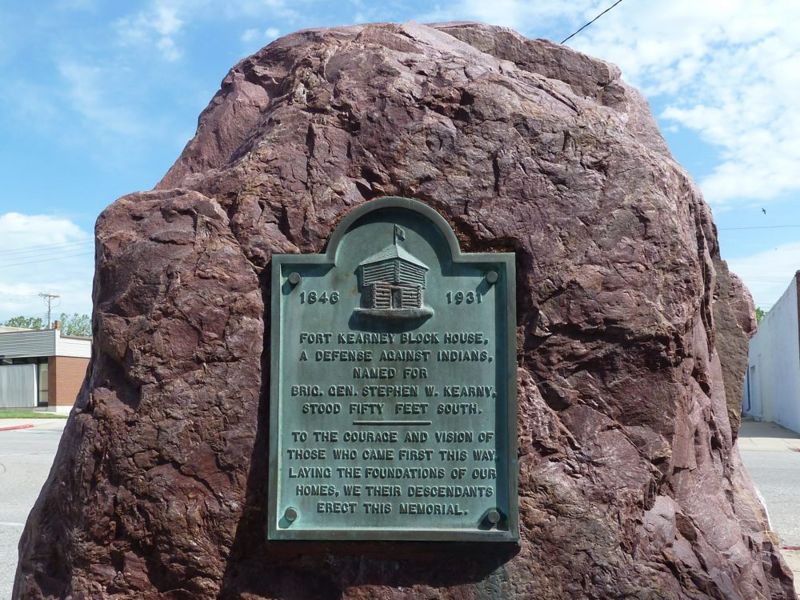 1846 1931
FORT KEARNEY BLOCK HOUSE,
A DEFENSE AGAINST INDIANS,
NAMED FOR
BRIG. GEN. STEPHEN W. KEARNY,
STOOD FIFTY FEET SOUTH.
TO THE COURAGE AND VISION OF
THOSE WHO CAME FIRST THIS WAY,
LAYING THE FOUNDATIONS OF OUR
HOMES, WE THEIR DESCENDANTS
ERECT THIS MEMORIAL.